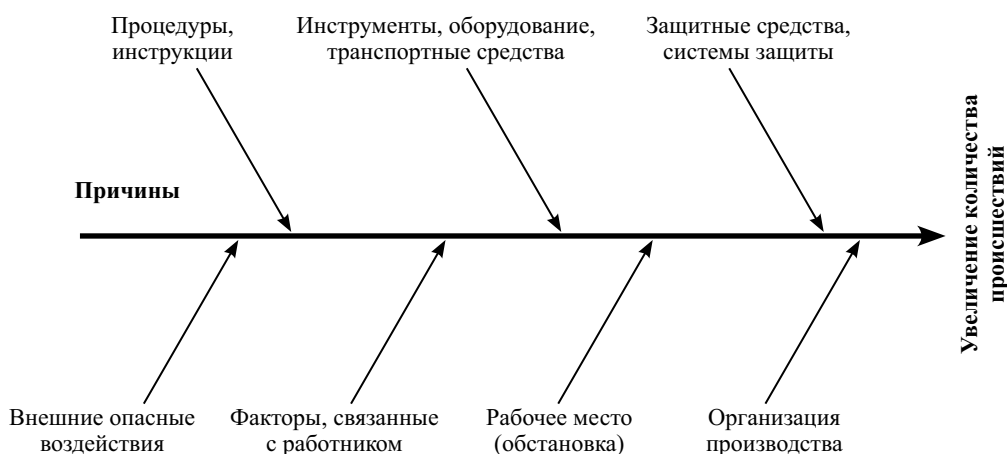 Процедуры,
инструкции
Инструменты, оборудование,
транспортные средства
Защитные средства,
системы защиты
Причины
Увеличение количества
происшествий
Внешние опасные
воздействия
Факторы, связанные
с работником
Рабочее место
(обстановка)
Организация
производства